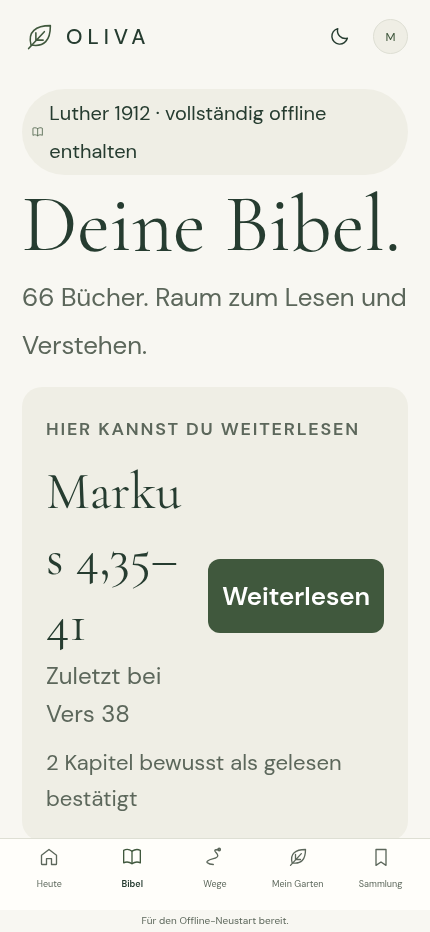 OLIVA
M
Luther 1912 · vollständig offline
enthalten
Deine Bibel.
66 Bücher. Raum zum Lesen und
Verstehen.
HIER KANNST DU WEITERLESEN
Marku
s 4,35–
41
Weiterlesen
Zuletzt bei
Vers 38
2 Kapitel bewusst als gelesen
bestätigt
Heute Bibel Wege Mein Garten Sammlung
Für den Offline-Neustart bereit.